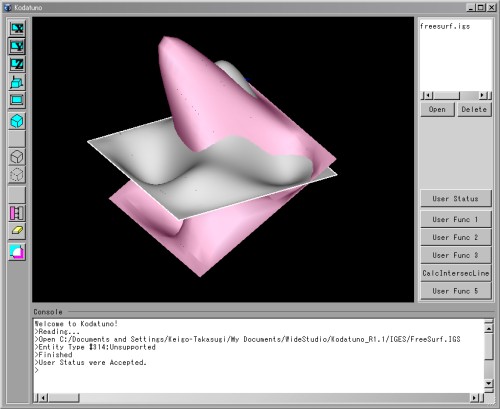 Kodatuno
freesurf.igs
Open
Delete
User Status
User Func 1
User Func 2
User Func 3
CalcIntersecLine
User Func 5
Console
Welcome to Kodatuno!
>Reading...
>Open C:/Documents and Settings/Keigo-Takasugi/My Documents/WideStudio/Kodatuno_R1.1/IGES/FreeSurf.IGS
>Entity Type #314:Unsupported
>Finished
>User Status were Accepted.
>